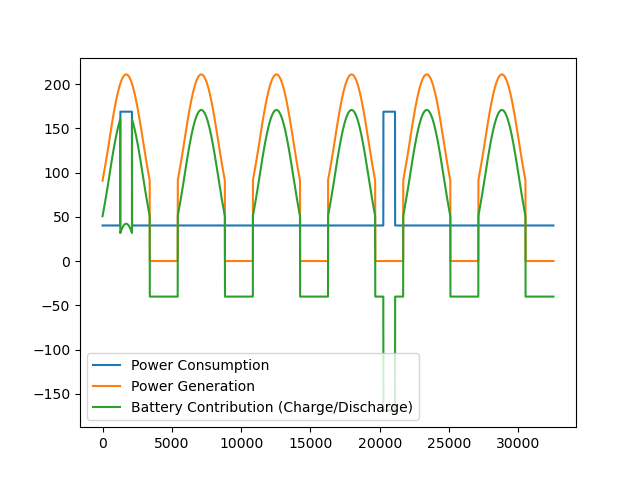 200
150
100
50
0
−50
−100
−150
Power Consumption
Power Generation
Battery Contribution (Charge/Discharge)
0 5000 10000 15000 20000 25000 30000